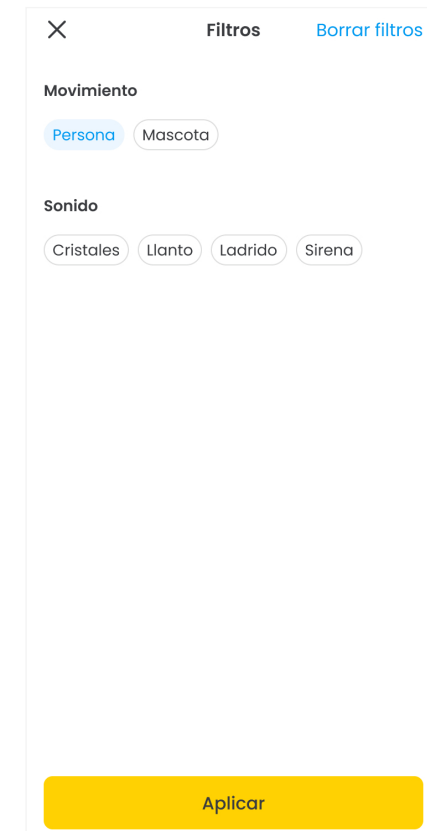 Filtros Borrar filtros
Movimiento
Persona Mascota
Sonido
Cristales Llanto Ladrido Sirena
Aplicar